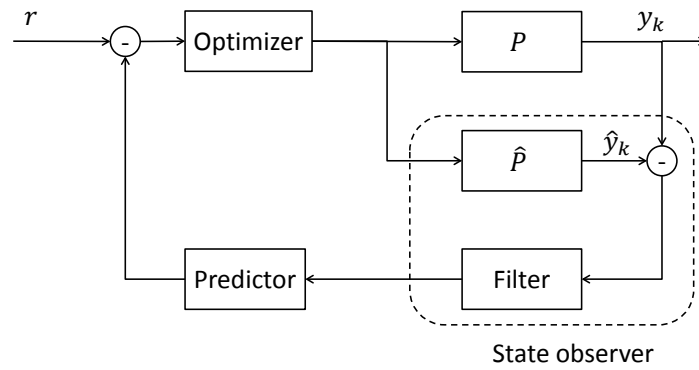 r
-
Optimizer
P
y_k
P̂
ŷ_k
-
Predictor
Filter
State observer